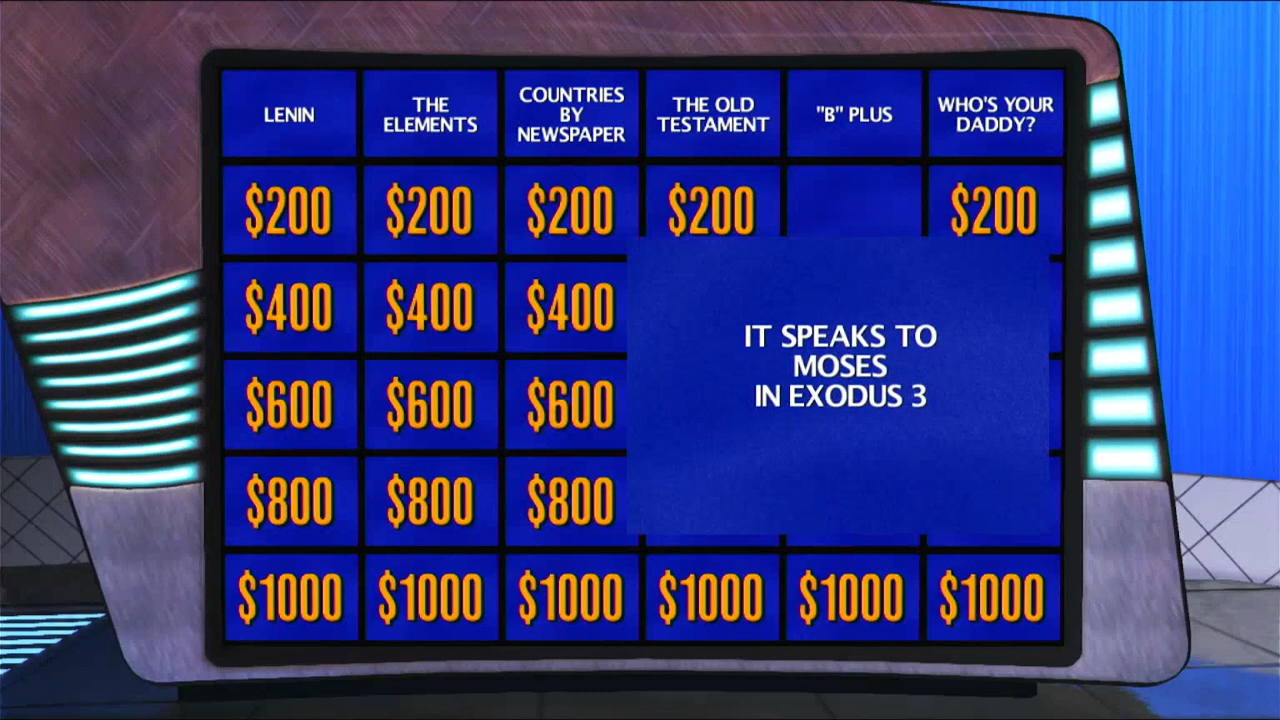 LENIN
THE
ELEMENTS
COUNTRIES
BY
NEWSPAPER
THE OLD
TESTAMENT
"B" PLUS
WHO'S YOUR
DADDY?
$200 $200 $200 $200 $200
$400 $400 $400
$600 $600 $600
$800 $800 $800
IT SPEAKS TO
MOSES
IN EXODUS 3
$1000 $1000 $1000 $1000 $1000 $1000